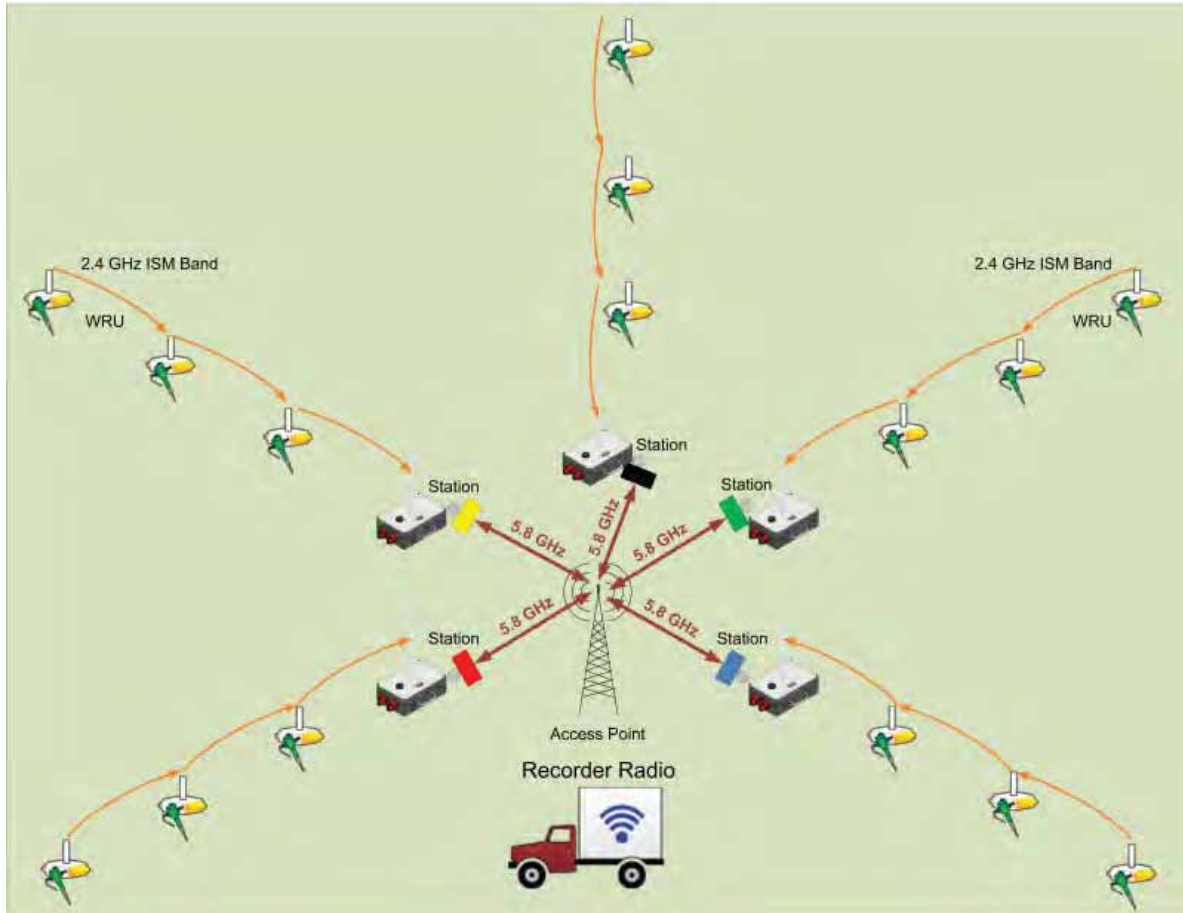 2.4 GHz ISM Band
2.4 GHz ISM Band
WRU
WRU
Station
Station
Station
5.8 GHz
5.8 GHz
5.8 GHz
5.8 GHz
5.8 GHz
Station
Station
Access Point
Recorder Radio